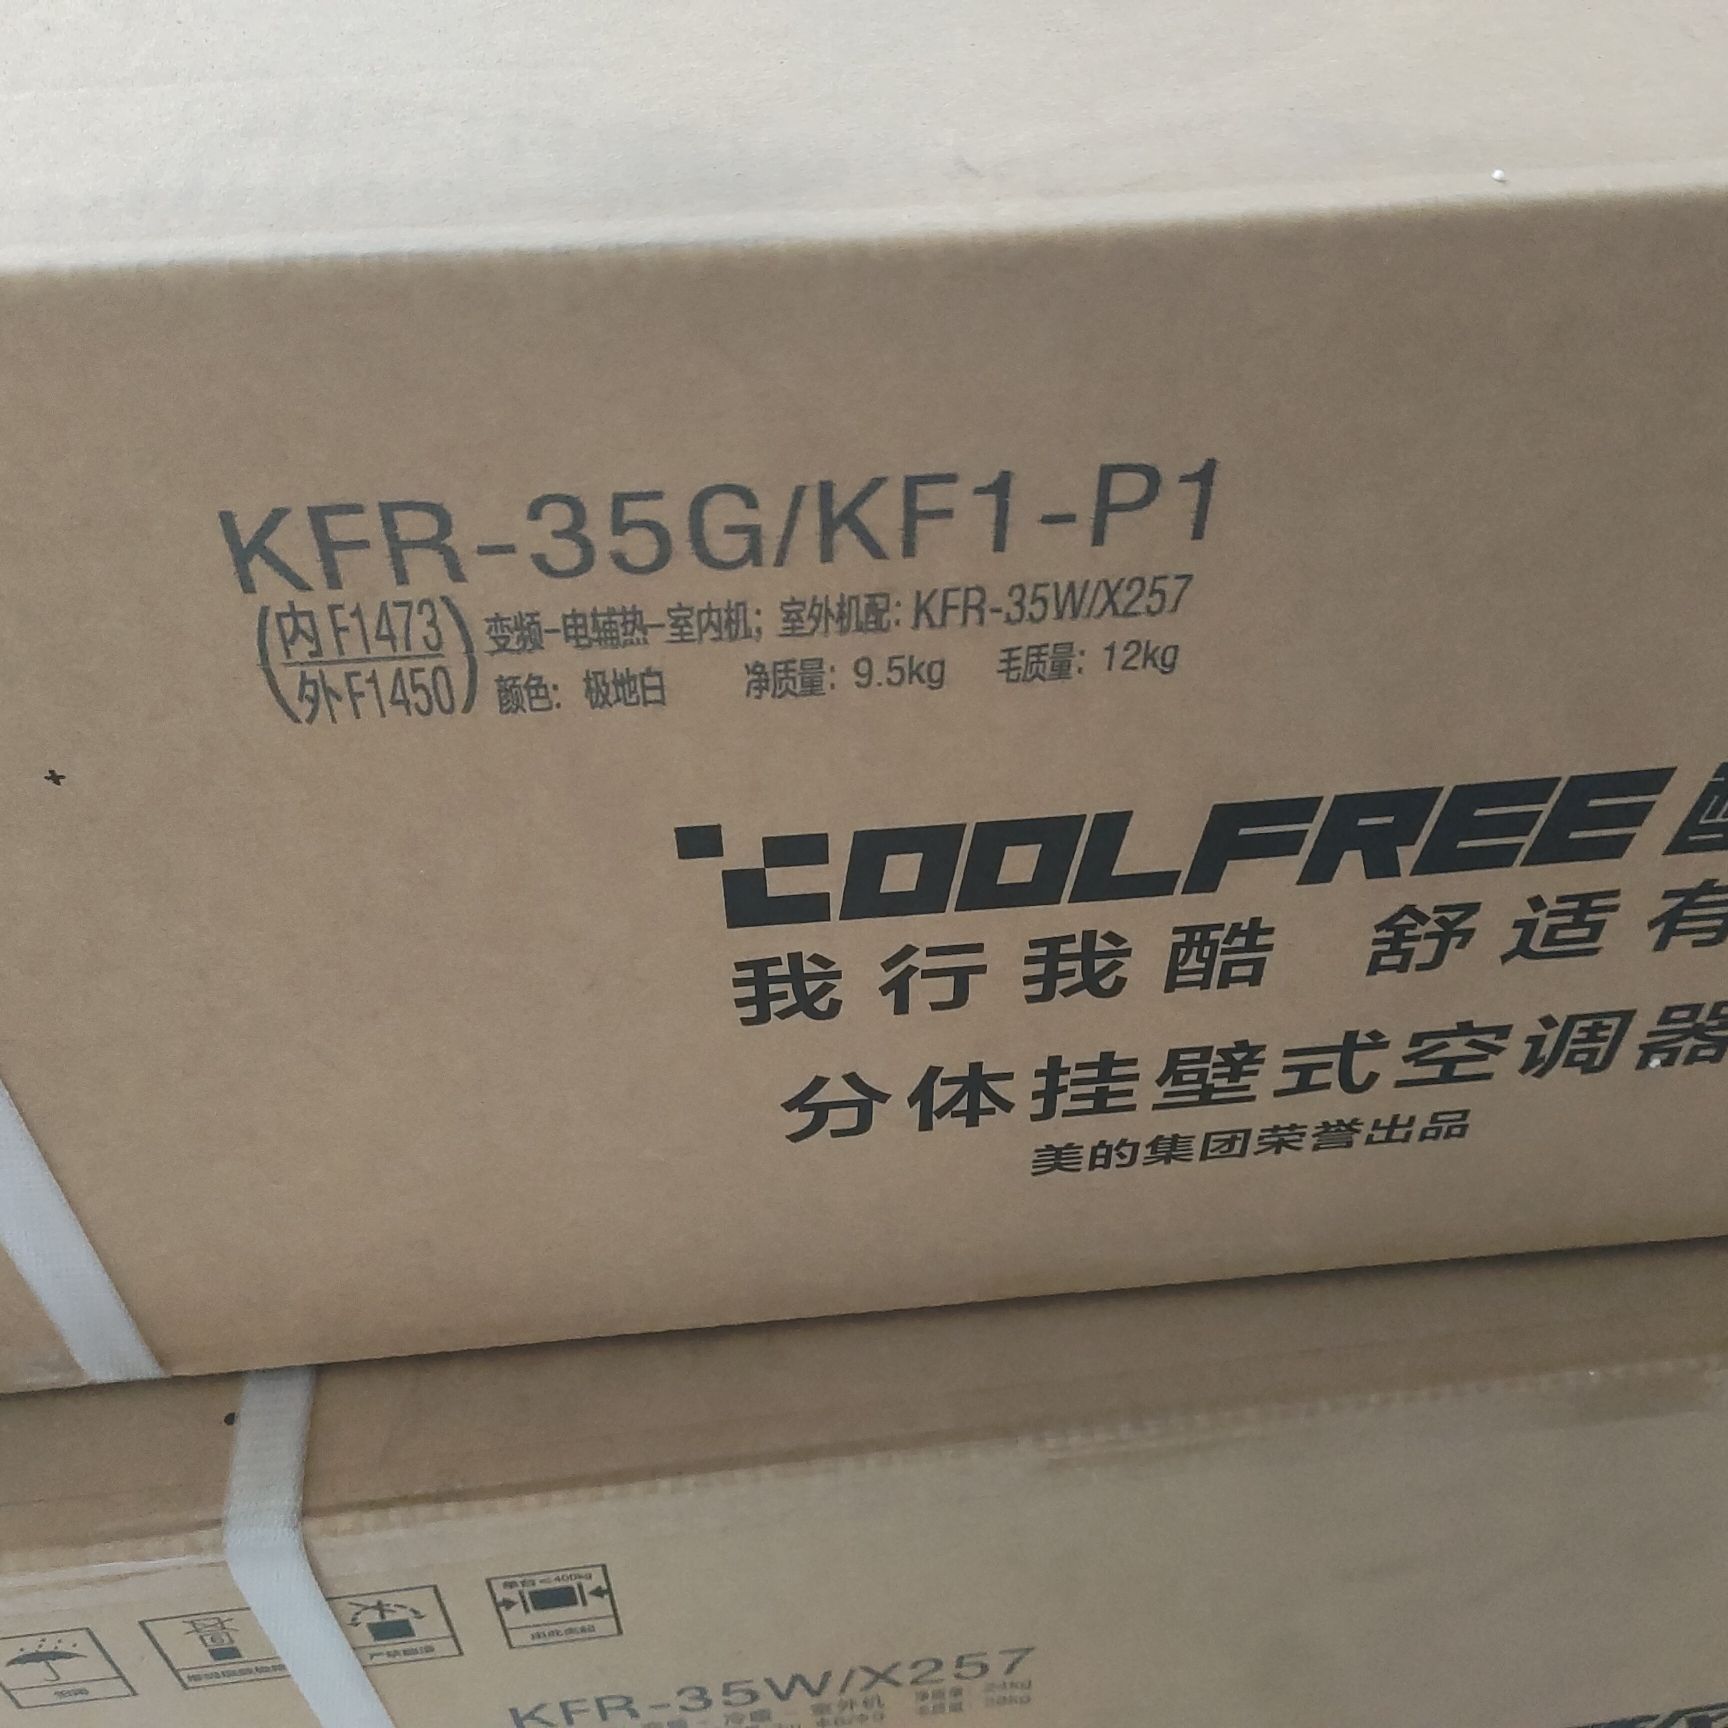 KFR-35G/KF1-P1
(内F1473 变频-电辅热-室内机；室外机配：KFR-35W/X257
外F1450) 颜色：极地白 净质量：9.5kg 毛质量：12kg
COOLFREE
我行我酷 舒适有
分体挂壁式空调器
美的集团荣誉出品
KFR-35W/X257
室外机